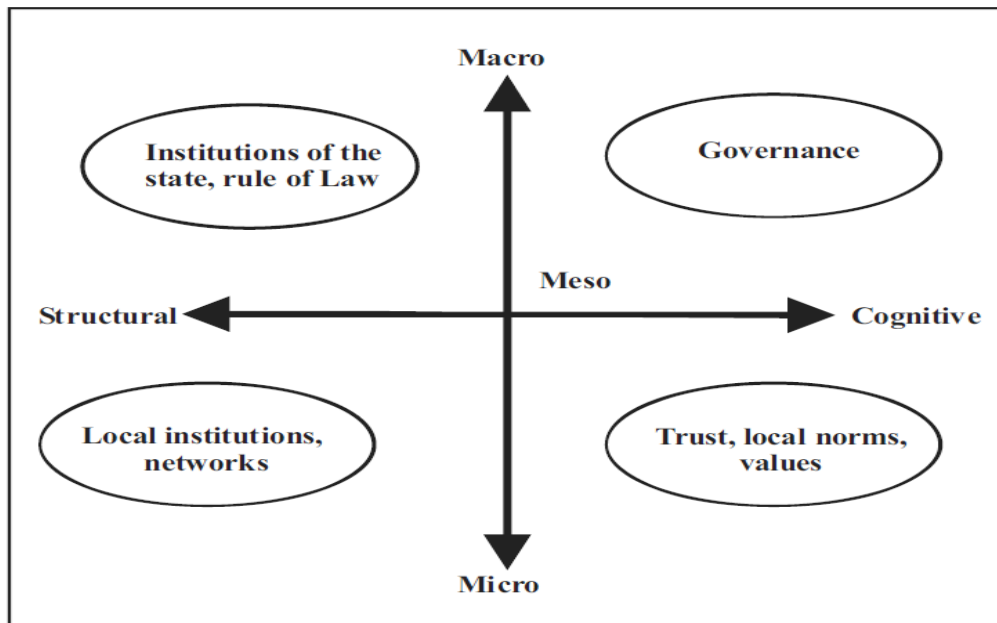 Macro
Institutions of the
state, rule of Law
Governance
Meso
Structural
Cognitive
Local institutions,
networks
Trust, local norms,
values
Micro